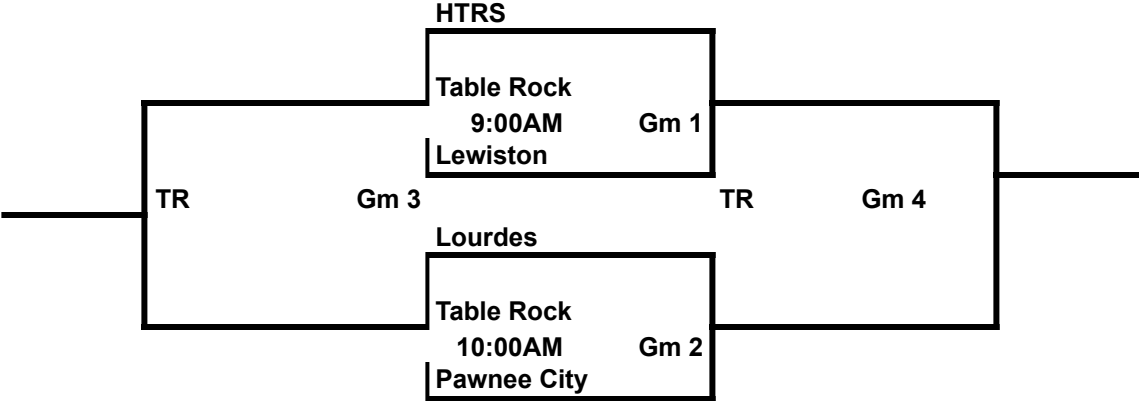 HTRS
Table Rock
9:00AM Gm 1
Lewiston
TR Gm 3 TR Gm 4
Lourdes
Table Rock
10:00AM Gm 2
Pawnee City